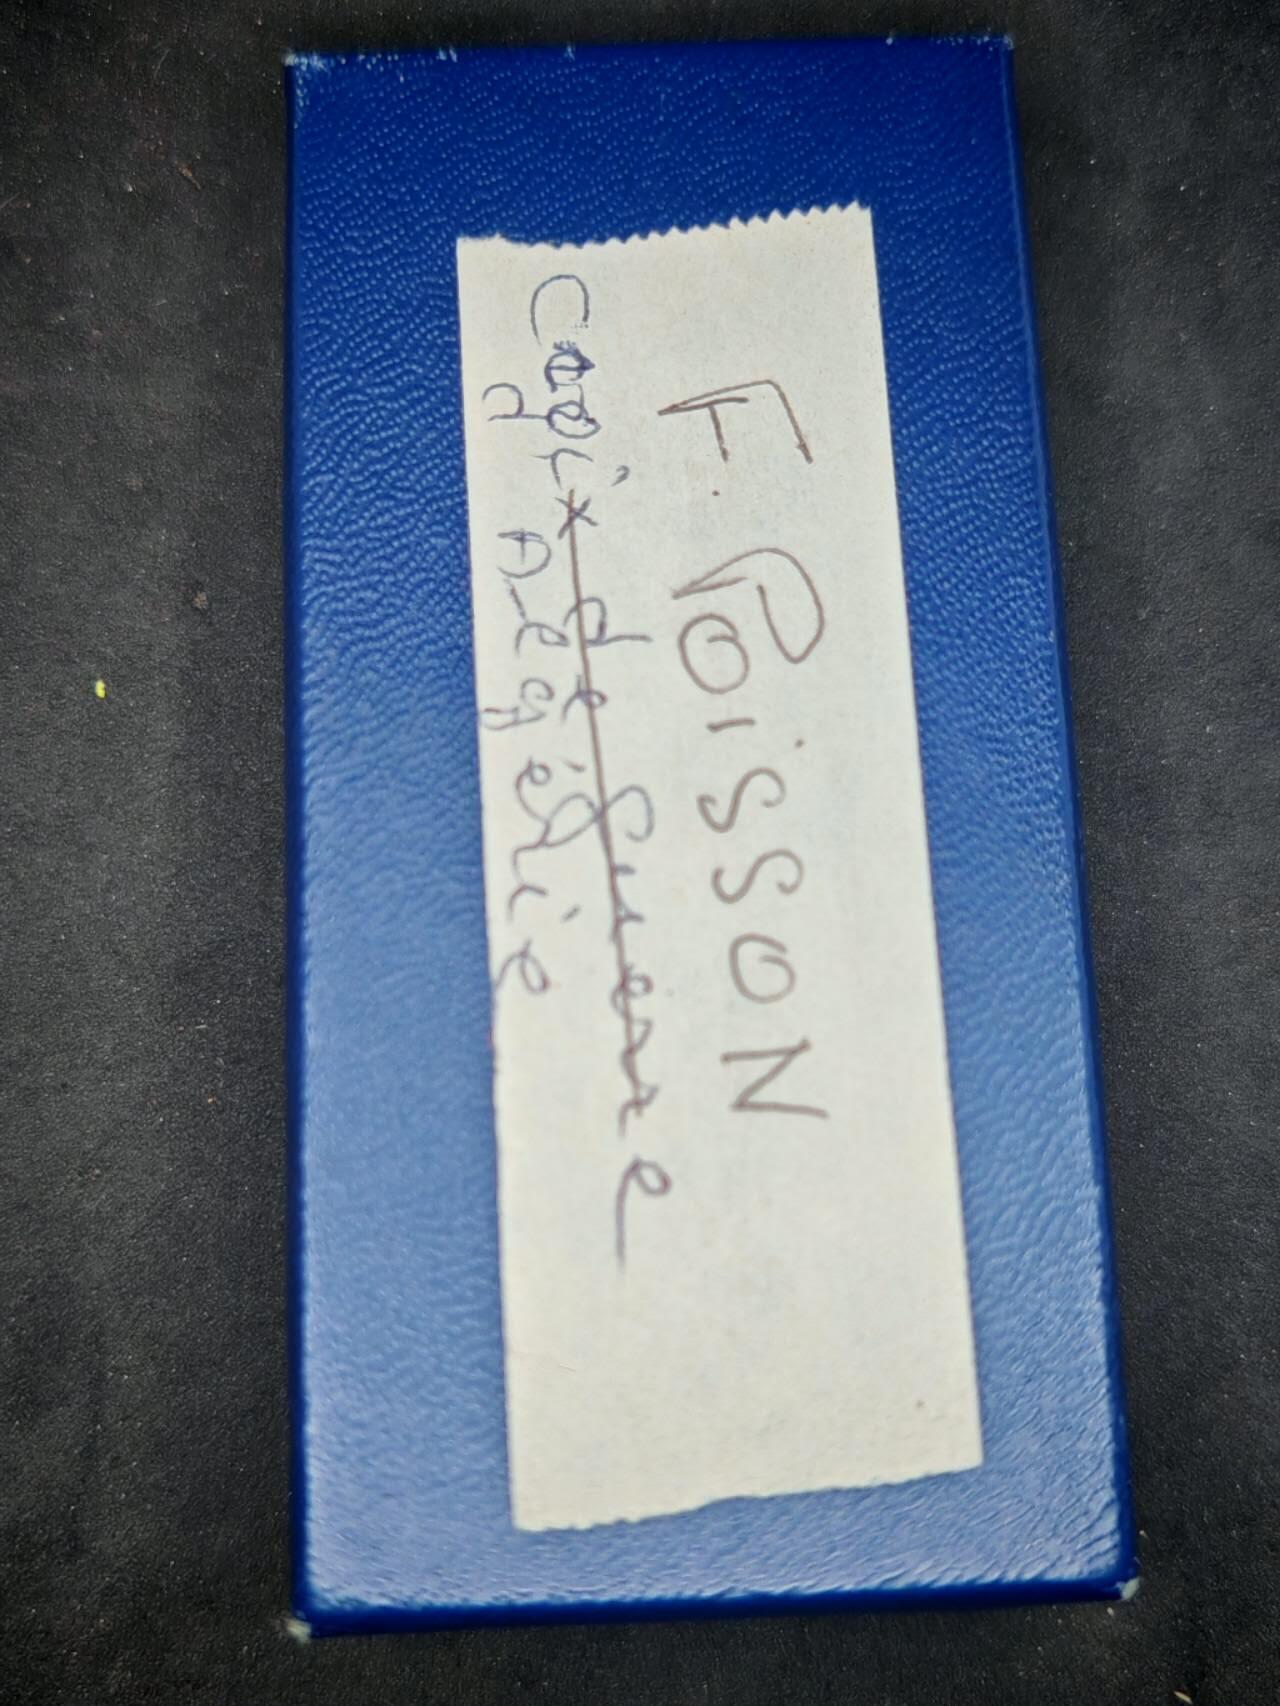 F. POiSSON
Croix de Guerre
d Algérie